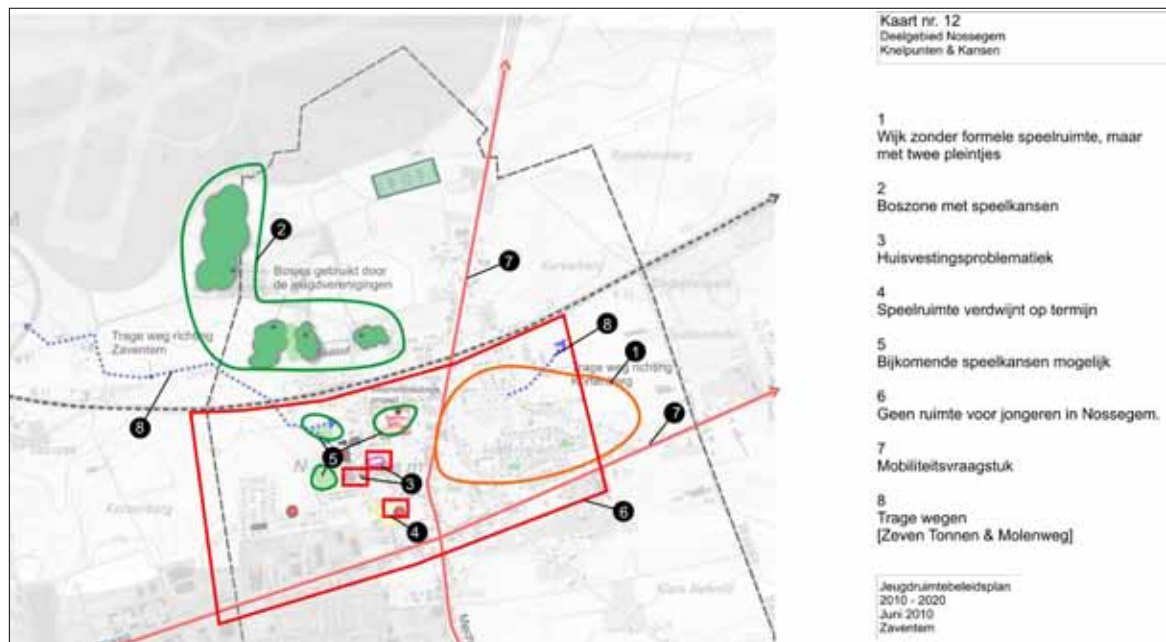 Kaart nr. 12
Deelgebied Nossegem
Knelpunten & Kansen
1
Wijk zonder formele speelruimte, maar
met twee pleintjes
2
Boszone met speelkansen
3
Huisvestingsproblematiek
4
Speelruimte verdwijnt op termijn
5
Bijkomende speelkansen mogelijk
6
Geen ruimte voor jongeren in Nossegem.
7
Mobiliteitsvraagstuk
8
Trage wegen
[Zeven Tonnen & Molenweg]
Jeugdruimtebeleidsplan
2010 - 2020
Juni 2010
Zaventem
2
Bosjes gebruikt door
de jeugdverenigingen
7
Trage weg richting
Zaventem
8
8
1
Trage weg richting
7
5
3
4
6